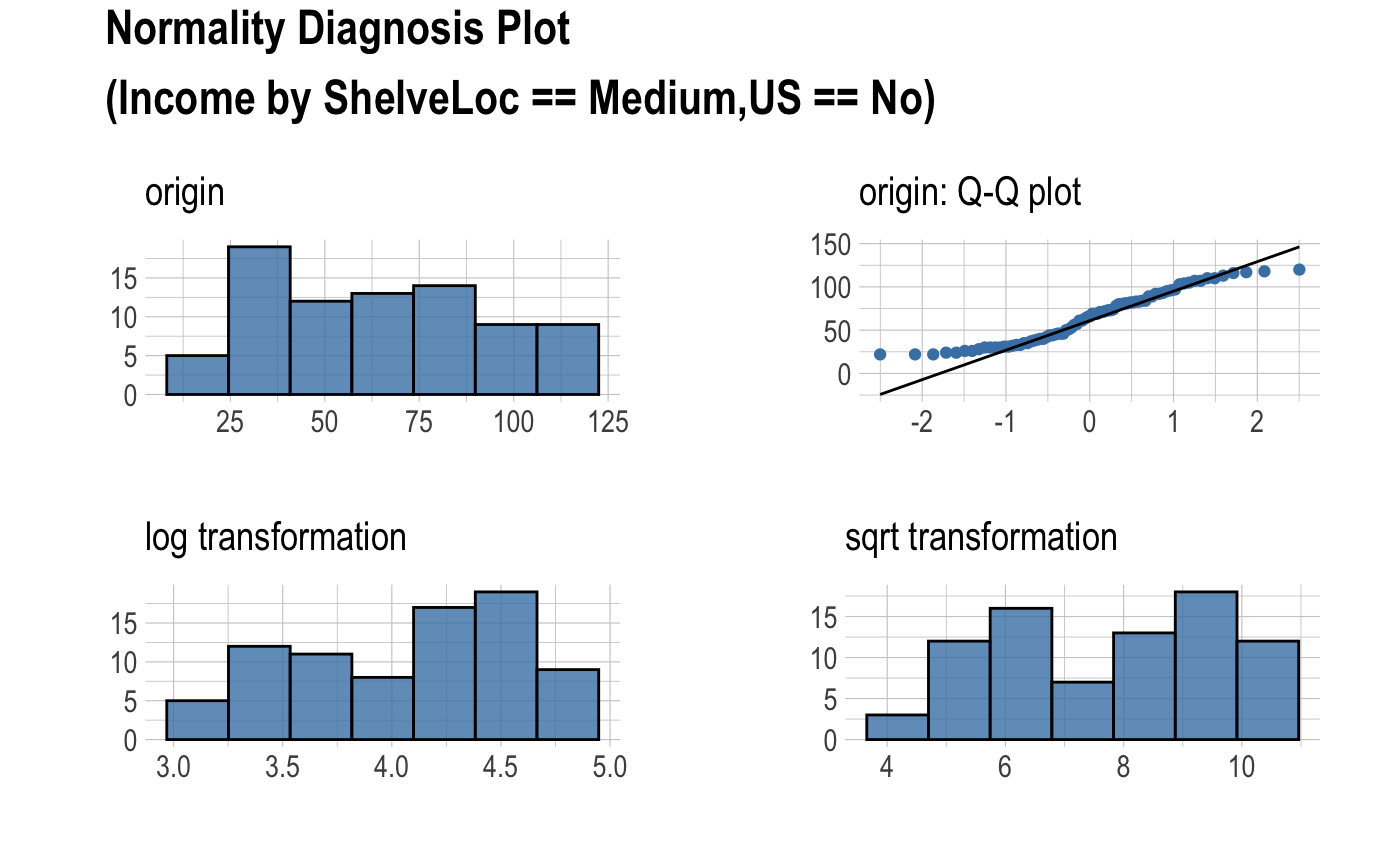 Normality Diagnosis Plot
(Income by ShelveLoc == Medium,US == No)
origin
15
10
5
0
25 50 75 100 125
origin: Q-Q plot
150
100
50
0
-2 -1 0 1 2
log transformation
15
10
5
0
3.0 3.5 4.0 4.5 5.0
sqrt transformation
15
10
5
0
4 6 8 10